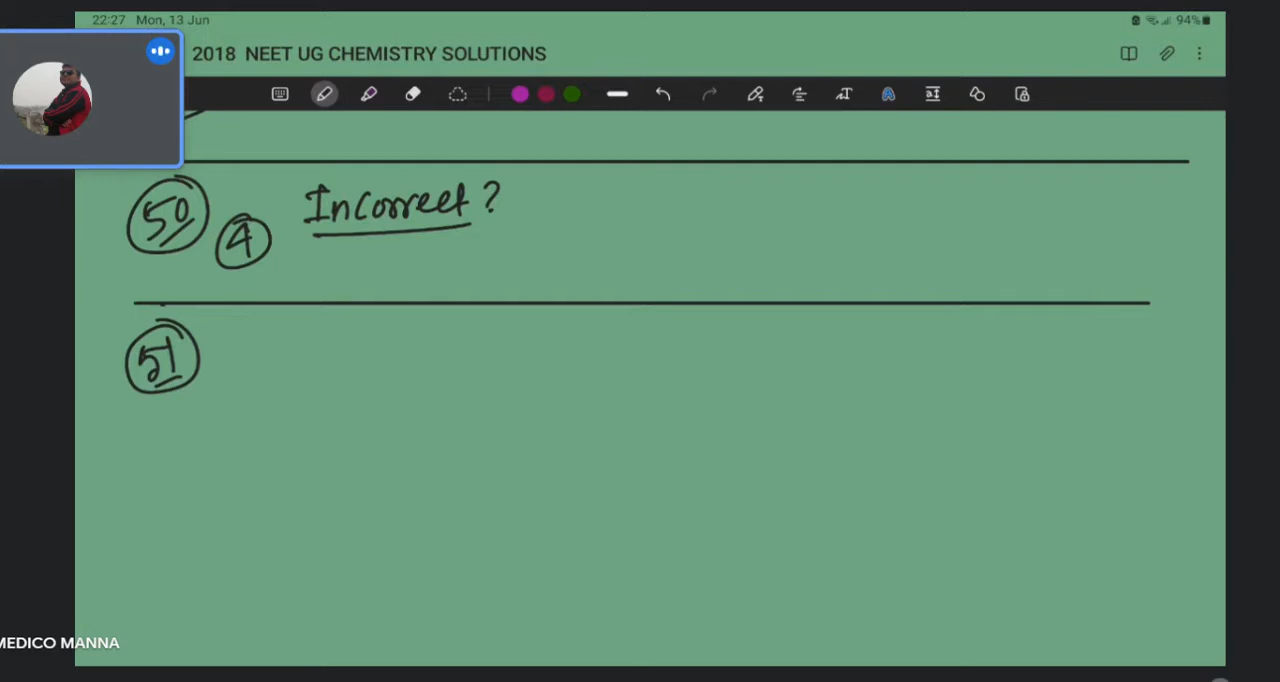 22:27 Mon, 13 Jun
94%
2018 NEET UG CHEMISTRY SOLUTIONS
50 4 Incorrect ?
51
MEDICO MANNA